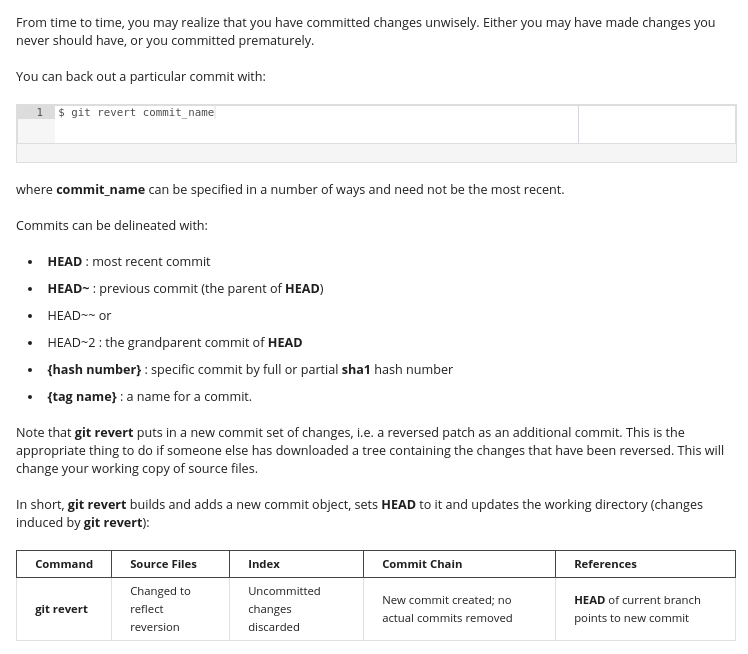 From time to time, you may realize that you have committed changes unwisely. Either you may have made changes you
never should have, or you committed prematurely.
You can back out a particular commit with:
1 $ git revert commit_name
where commit_name can be specified in a number of ways and need not be the most recent.
Commits can be delineated with:
• HEAD : most recent commit
• HEAD~ : previous commit (the parent of HEAD)
• HEAD~~ or
• HEAD~2 : the grandparent commit of HEAD
• {hash number} : specific commit by full or partial sha1 hash number
• {tag name} : a name for a commit.
Note that git revert puts in a new commit set of changes, i.e. a reversed patch as an additional commit. This is the
appropriate thing to do if someone else has downloaded a tree containing the changes that have been reversed. This will
change your working copy of source files.
In short, git revert builds and adds a new commit object, sets HEAD to it and updates the working directory (changes
induced by git revert):
Command Source Files Index Commit Chain References
git revert
Changed to
reflect
reversion
Uncommitted
changes
discarded
New commit created; no
actual commits removed
HEAD of current branch
points to new commit